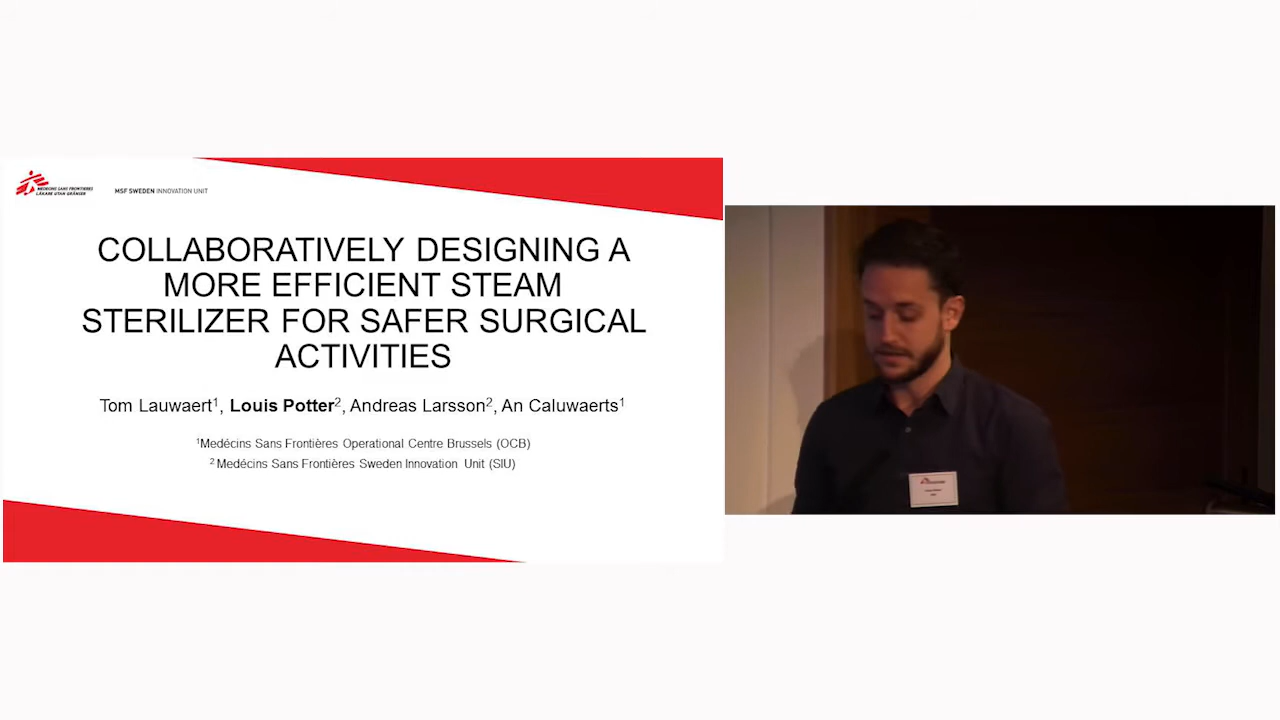 MEDECINS SANS FRONTIERES
LÄKARE UTAN GRÄNSER
MSF SWEDEN INNOVATION UNIT
COLLABORATIVELY DESIGNING A
MORE EFFICIENT STEAM
STERILIZER FOR SAFER SURGICAL
ACTIVITIES
Tom Lauwaert¹, Louis Potter², Andreas Larsson², An Caluwaerts¹
¹Medécins Sans Frontières Operational Centre Brussels (OCB)
² Medécins Sans Frontières Sweden Innovation Unit (SIU)